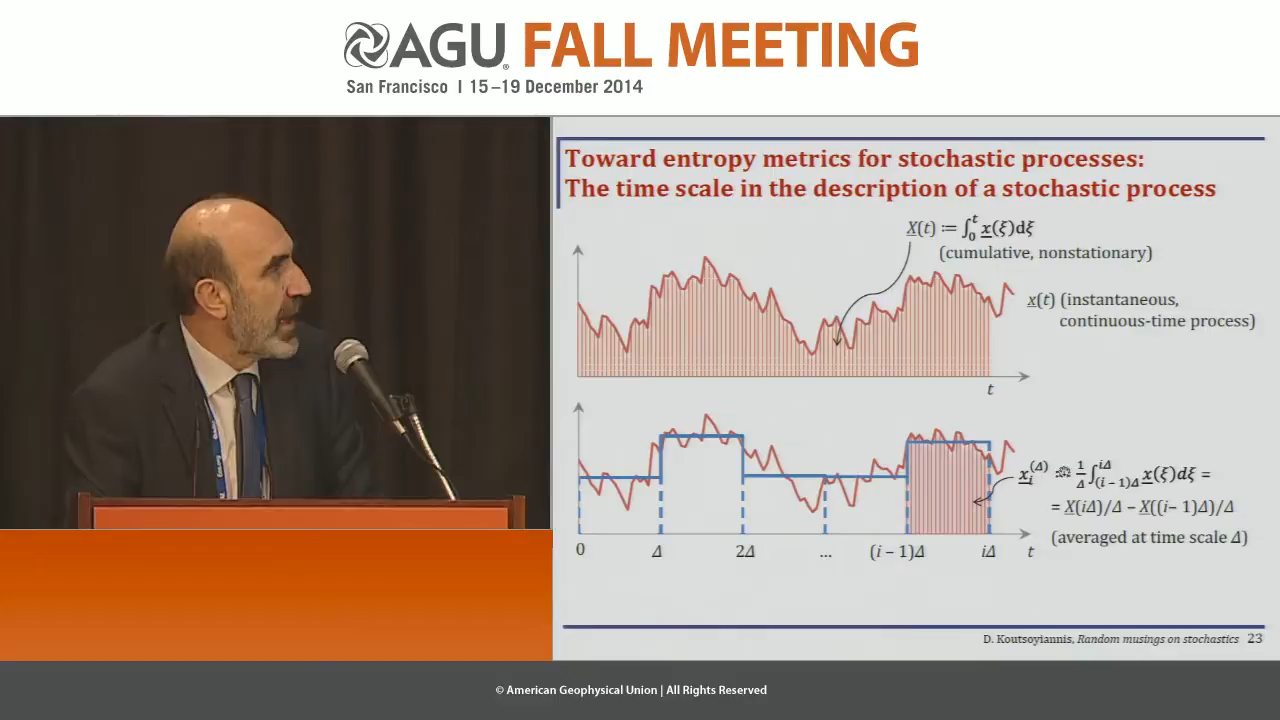 AGU FALL MEETING
San Francisco | 15–19 December 2014
Toward entropy metrics for stochastic processes:
The time scale in the description of a stochastic process
X(t) ≔ ∫₀ᵗ x(ξ)dξ
(cumulative, nonstationary)
x(t) (instantaneous,
continuous-time process)
t
xᵢ^(Δ) ≔ 1/Δ ∫_(i – 1)Δ^iΔ x(ξ)dξ =
= X(iΔ)/Δ – X((i– 1)Δ)/Δ
(averaged at time scale Δ)
0 Δ 2Δ ... (i – 1)Δ iΔ t
D. Koutsoyiannis, Random musings on stochastics 23
© American Geophysical Union | All Rights Reserved